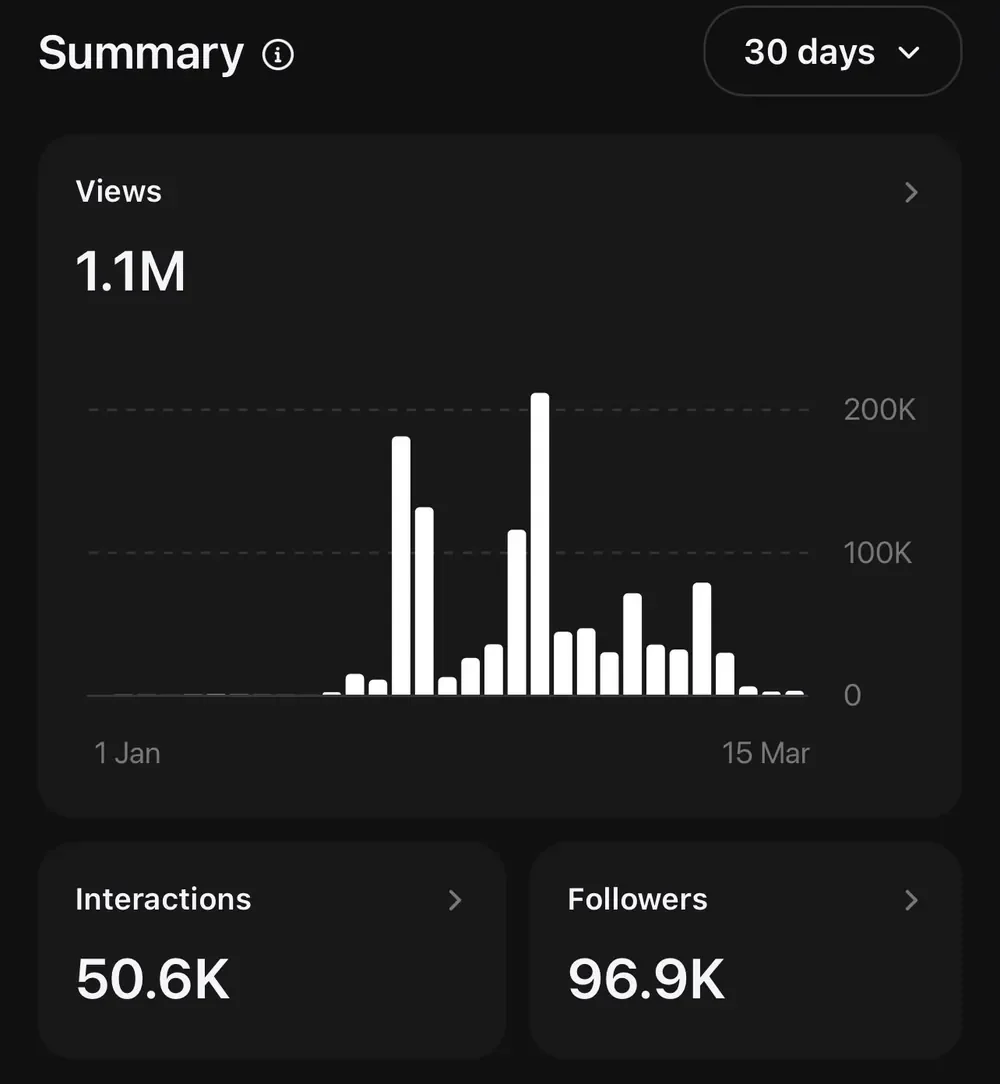 Summary
30 days
Views
1.1M
200K
100K
0
1 Jan
15 Mar
Interactions
50.6K
Followers
96.9K